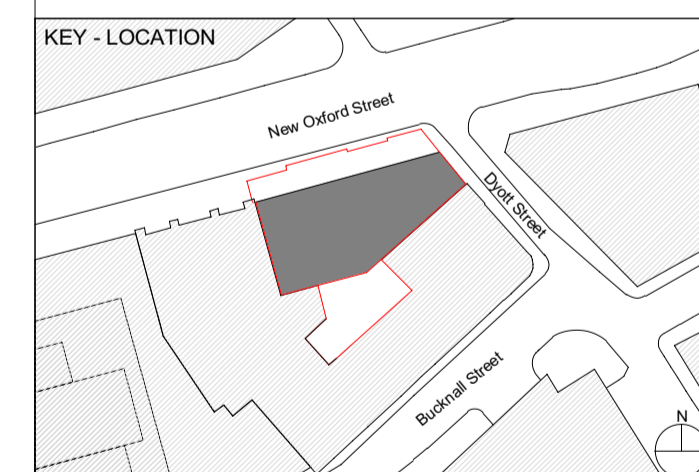 KEY - LOCATION
New Oxford Street
Dyott Street
Bucknall Street
N